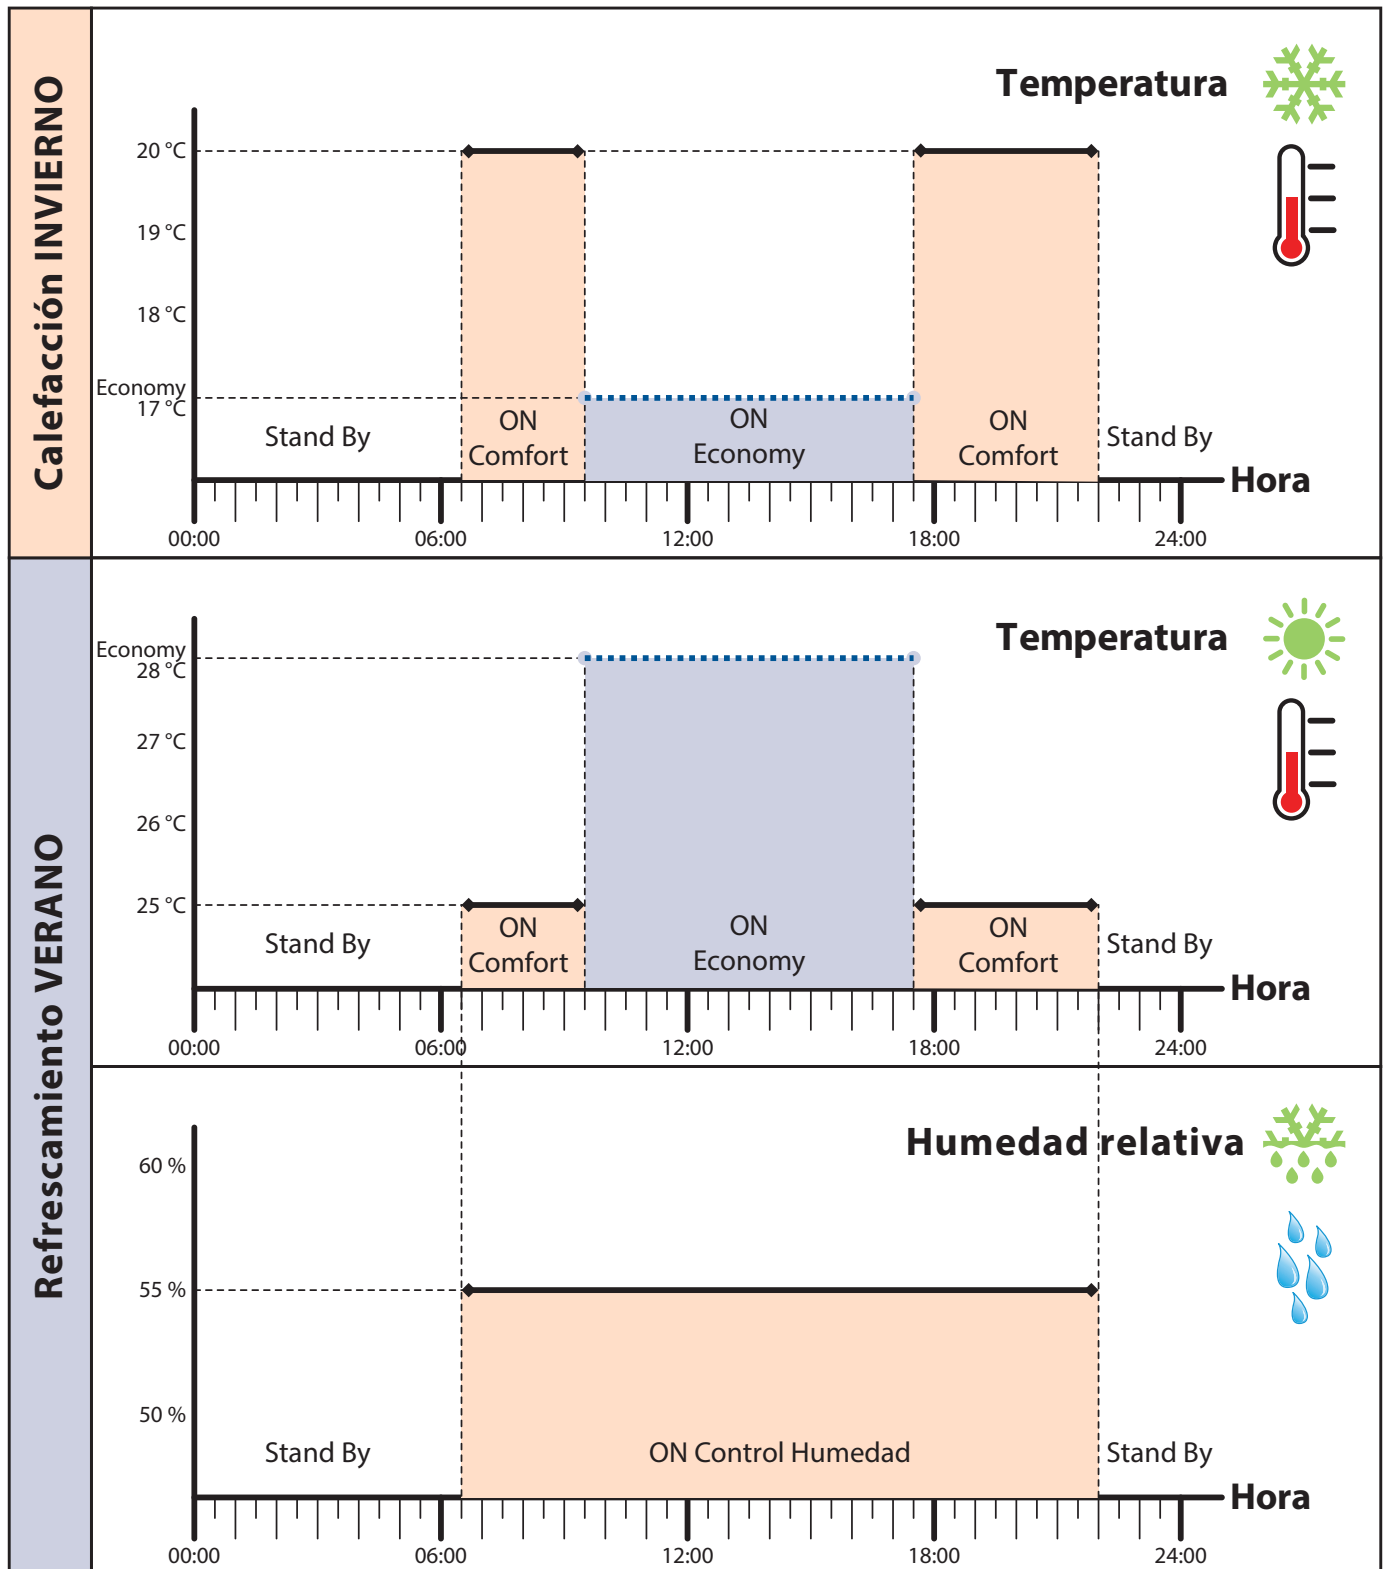 Calefacción INVIERNO
Temperatura
20 °C
19 °C
18 °C
Economy
17 °C
Stand By
ON
Comfort
ON
Economy
ON
Comfort
Stand By
Hora
00:00
06:00
12:00
18:00
24:00
Refrescamiento VERANO
Temperatura
Economy
28 °C
27 °C
26 °C
25 °C
Stand By
ON
Comfort
ON
Economy
ON
Comfort
Stand By
Hora
00:00
06:00
12:00
18:00
24:00
Humedad relativa
60 %
55 %
50 %
Stand By
ON Control Humedad
Stand By
Hora
00:00
06:00
12:00
18:00
24:00